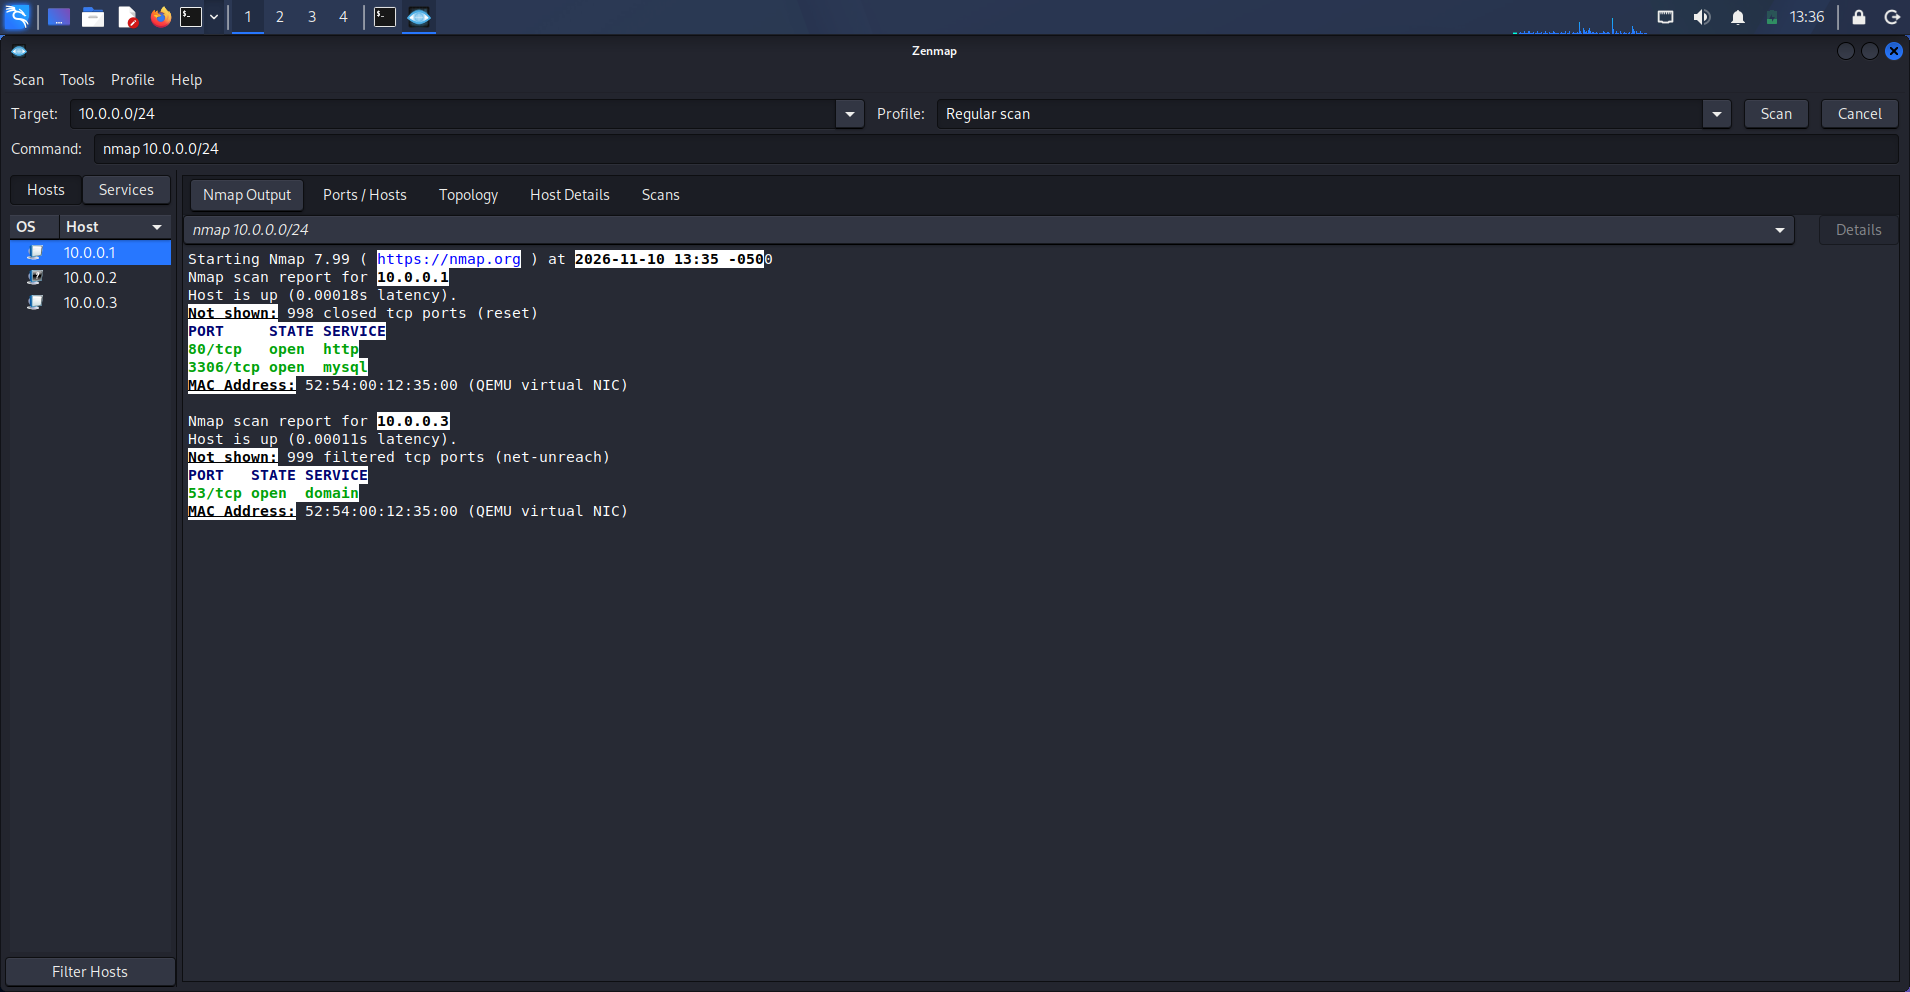 1 2 3 4
13:36
Zenmap
Scan Tools Profile Help
Target: 10.0.0.0/24 Profile: Regular scan Scan Cancel
Command: nmap 10.0.0.0/24
Hosts Services
OS Host
10.0.0.1
10.0.0.2
10.0.0.3
Filter Hosts
Nmap Output Ports / Hosts Topology Host Details Scans
nmap 10.0.0.0/24 Details
Starting Nmap 7.99 ( https://nmap.org ) at 2026-11-10 13:35 -0500
Nmap scan report for 10.0.0.1
Host is up (0.00018s latency).
Not shown: 998 closed tcp ports (reset)
PORT STATE SERVICE
80/tcp open http
3306/tcp open mysql
MAC Address: 52:54:00:12:35:00 (QEMU virtual NIC)
Nmap scan report for 10.0.0.3
Host is up (0.00011s latency).
Not shown: 999 filtered tcp ports (net-unreach)
PORT STATE SERVICE
53/tcp open domain
MAC Address: 52:54:00:12:35:00 (QEMU virtual NIC)